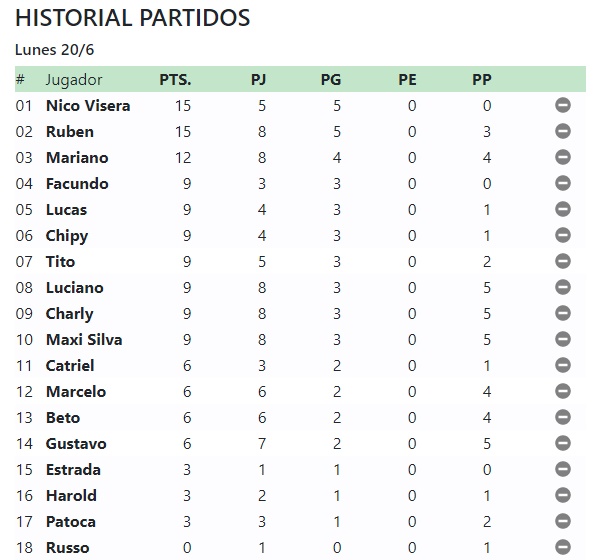 HISTORIAL PARTIDOS
Lunes 20/6
# Jugador PTS. PJ PG PE PP
01 Nico Visera 15 5 5 0 0
02 Ruben 15 8 5 0 3
03 Mariano 12 8 4 0 4
04 Facundo 9 3 3 0 0
05 Lucas 9 4 3 0 1
06 Chipy 9 4 3 0 1
07 Tito 9 5 3 0 2
08 Luciano 9 8 3 0 5
09 Charly 9 8 3 0 5
10 Maxi Silva 9 8 3 0 5
11 Catriel 6 3 2 0 1
12 Marcelo 6 6 2 0 4
13 Beto 6 6 2 0 4
14 Gustavo 6 7 2 0 5
15 Estrada 3 1 1 0 0
16 Harold 3 2 1 0 1
17 Patoca 3 3 1 0 2
18 Russo 0 1 0 0 1